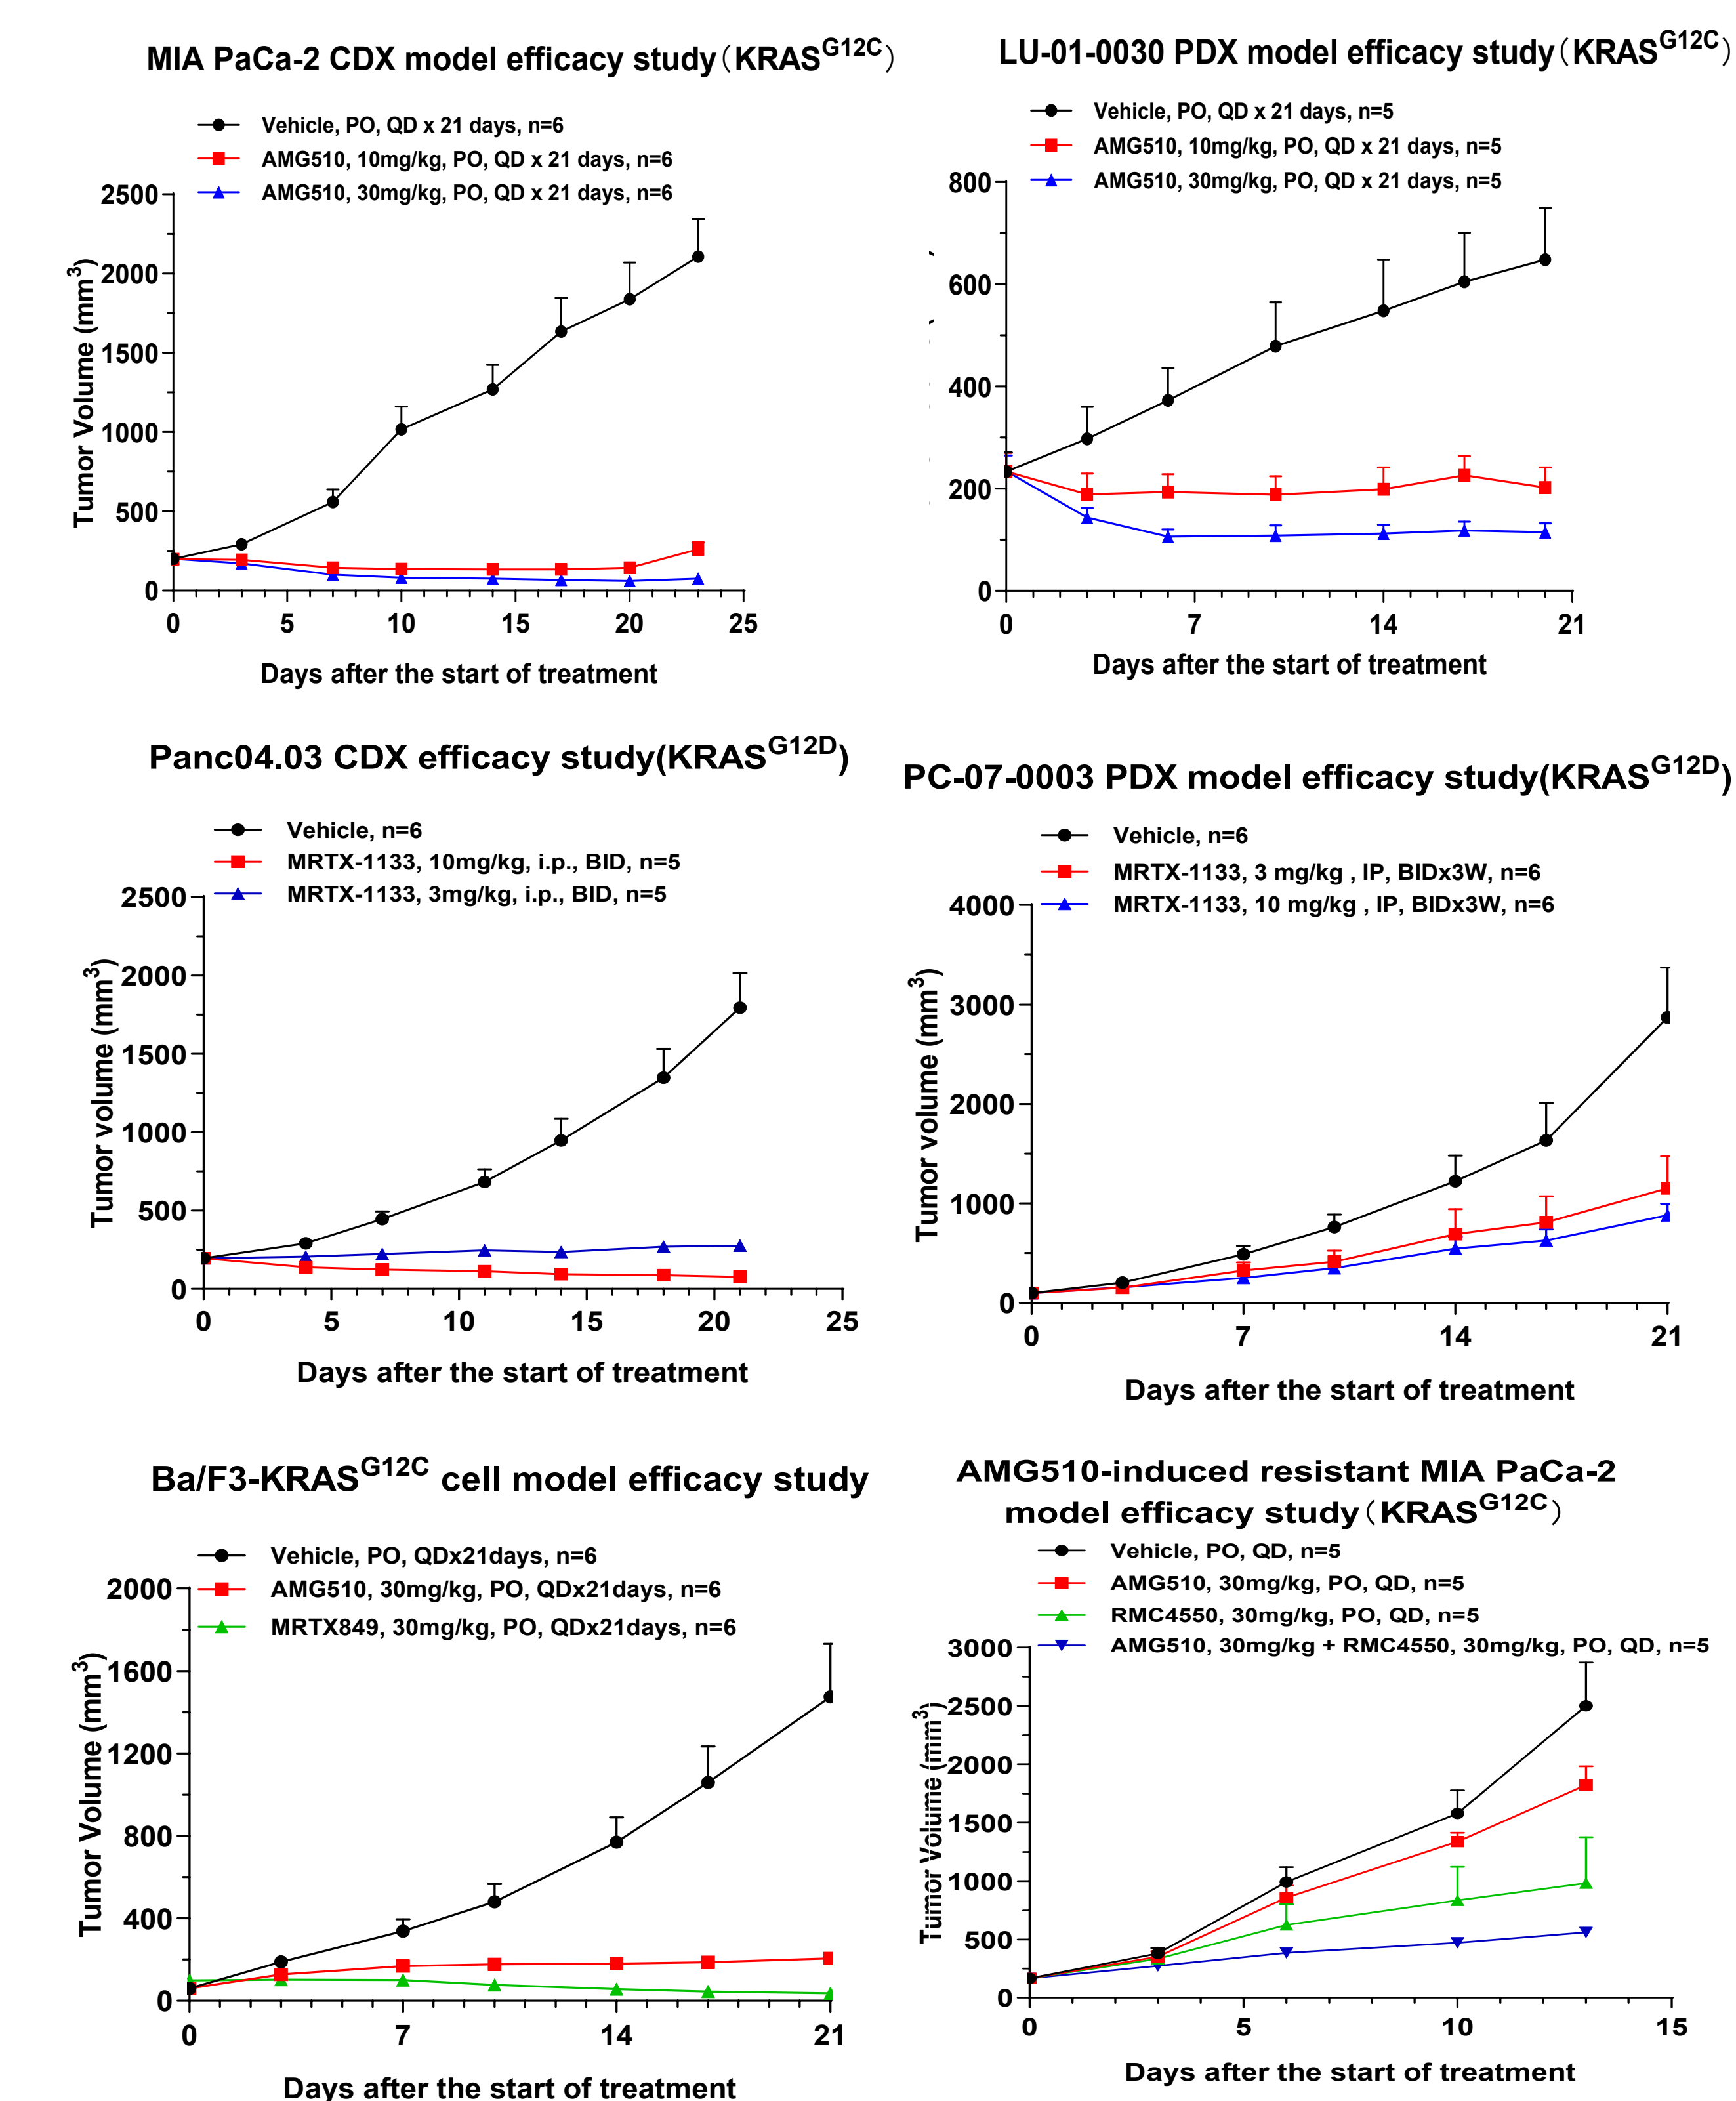 MIA PaCa-2 CDX model efficacy study（KRAS^G12C）
Vehicle, PO, QD x 21 days, n=6
AMG510, 10mg/kg, PO, QD x 21 days, n=6
AMG510, 30mg/kg, PO, QD x 21 days, n=6
Tumor Volume (mm³)
2500
2000
1500
1000
500
0
0 5 10 15 20 25
Days after the start of treatment
LU-01-0030 PDX model efficacy study（KRAS^G12C）
Vehicle, PO, QD x 21 days, n=5
AMG510, 10mg/kg, PO, QD x 21 days, n=5
AMG510, 30mg/kg, PO, QD x 21 days, n=5
800
600
400
200
0
0 7 14 21
Days after the start of treatment
Panc04.03 CDX efficacy study(KRAS^G12D)
Vehicle, n=6
MRTX-1133, 10mg/kg, i.p., BID, n=5
MRTX-1133, 3mg/kg, i.p., BID, n=5
Tumor volume (mm³)
2500
2000
1500
1000
500
0
0 5 10 15 20 25
Days after the start of treatment
PC-07-0003 PDX model efficacy study(KRAS^G12D)
Vehicle, n=6
MRTX-1133, 3 mg/kg , IP, BIDx3W, n=6
MRTX-1133, 10 mg/kg , IP, BIDx3W, n=6
Tumor volume (mm³)
4000
3000
2000
1000
0
0 7 14 21
Days after the start of treatment
Ba/F3-KRAS^G12C cell model efficacy study
Vehicle, PO, QDx21days, n=6
AMG510, 30mg/kg, PO, QDx21days, n=6
MRTX849, 30mg/kg, PO, QDx21days, n=6
Tumor Volume (mm³)
2000
1600
1200
800
400
0
0 7 14 21
Days after the start of treatment
AMG510-induced resistant MIA PaCa-2
model efficacy study（KRAS^G12C）
Vehicle, PO, QD, n=5
AMG510, 30mg/kg, PO, QD, n=5
RMC4550, 30mg/kg, PO, QD, n=5
AMG510, 30mg/kg + RMC4550, 30mg/kg, PO, QD, n=5
Tumor Volume (mm³)
3000
2500
2000
1500
1000
500
0
0 5 10 15
Days after the start of treatment